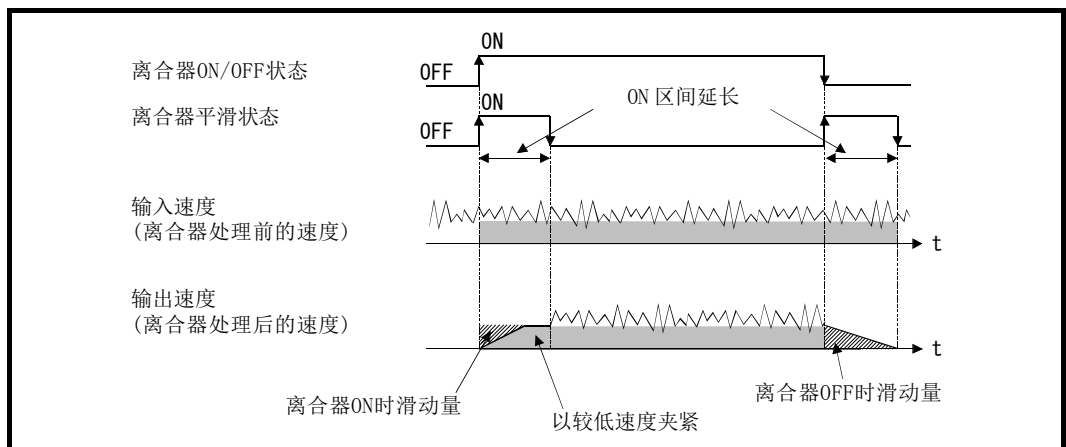 ON
离合器ON/OFF状态
OFF
ON 区间延长
ON
离合器平滑状态
OFF
输入速度
(离合器处理前的速度)
t
输出速度
(离合器处理后的速度)
t
离合器ON时滑动量
离合器OFF时滑动量
以较低速度夹紧